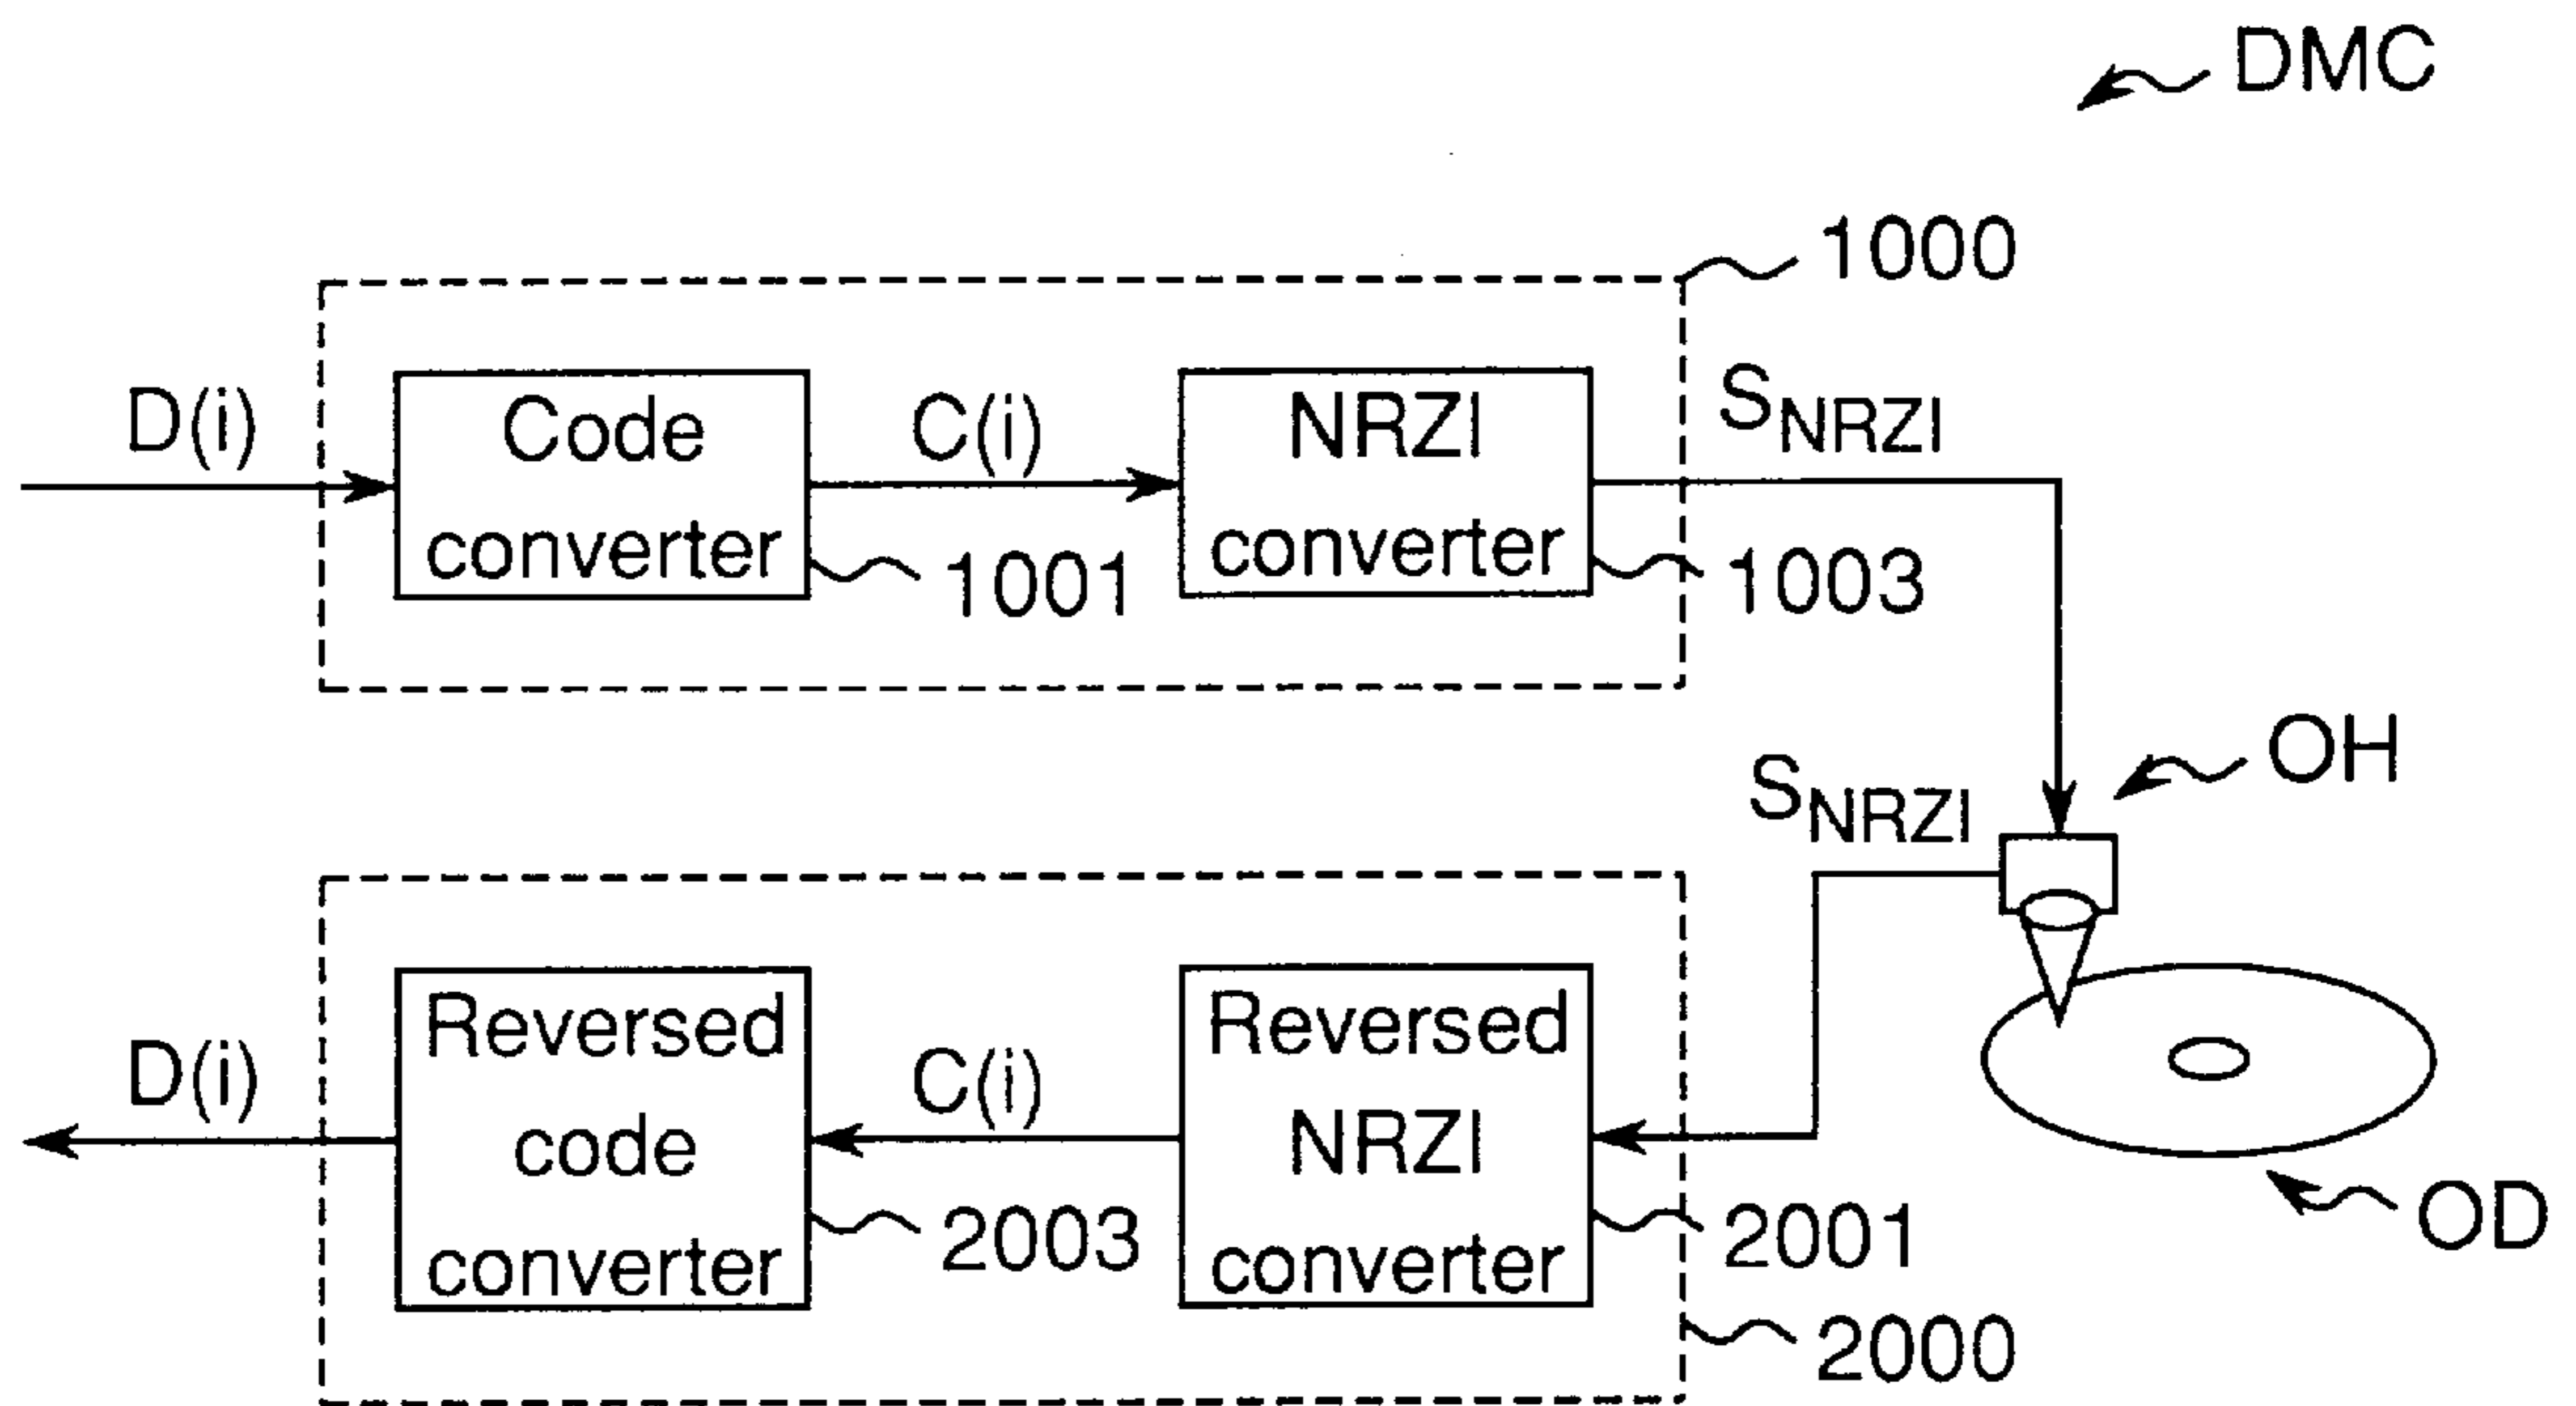 DMC
1000
D(i)
Code
converter
1001
C(i)
NRZI
converter
1003
SNRZI
OH
SNRZI
D(i)
Reversed
code
converter
2003
C(i)
Reversed
NRZI
converter
2001
2000
OD